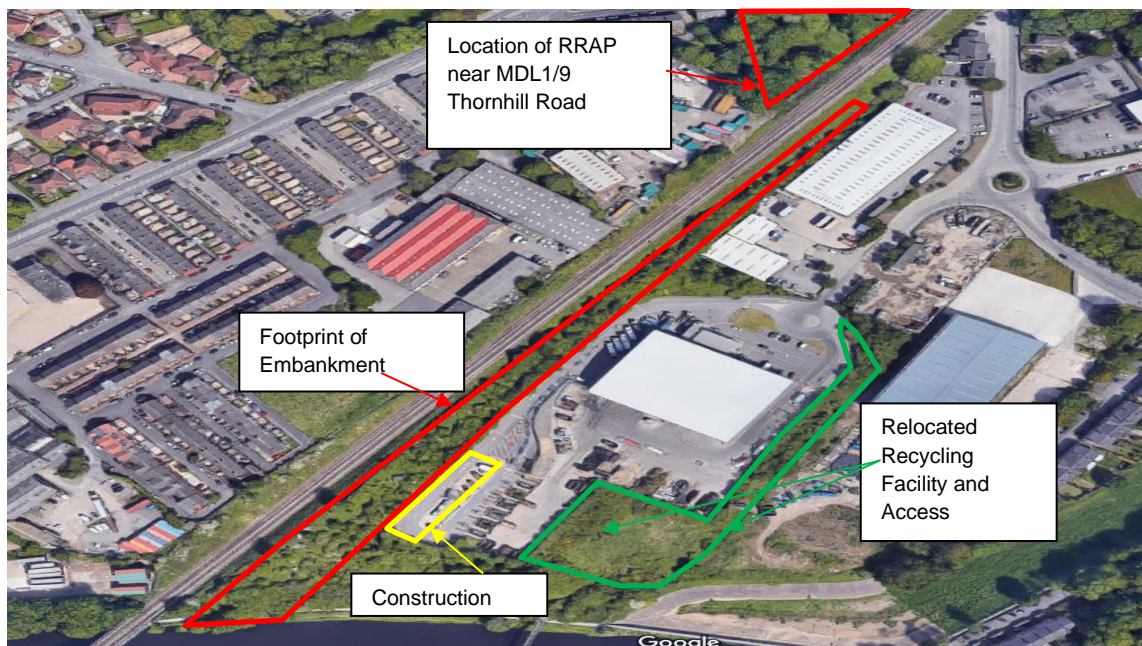 Location of RRAP
near MDL1/9
Thornhill Road
Footprint of
Embankment
Relocated
Recycling
Facility and
Access
Construction
Google